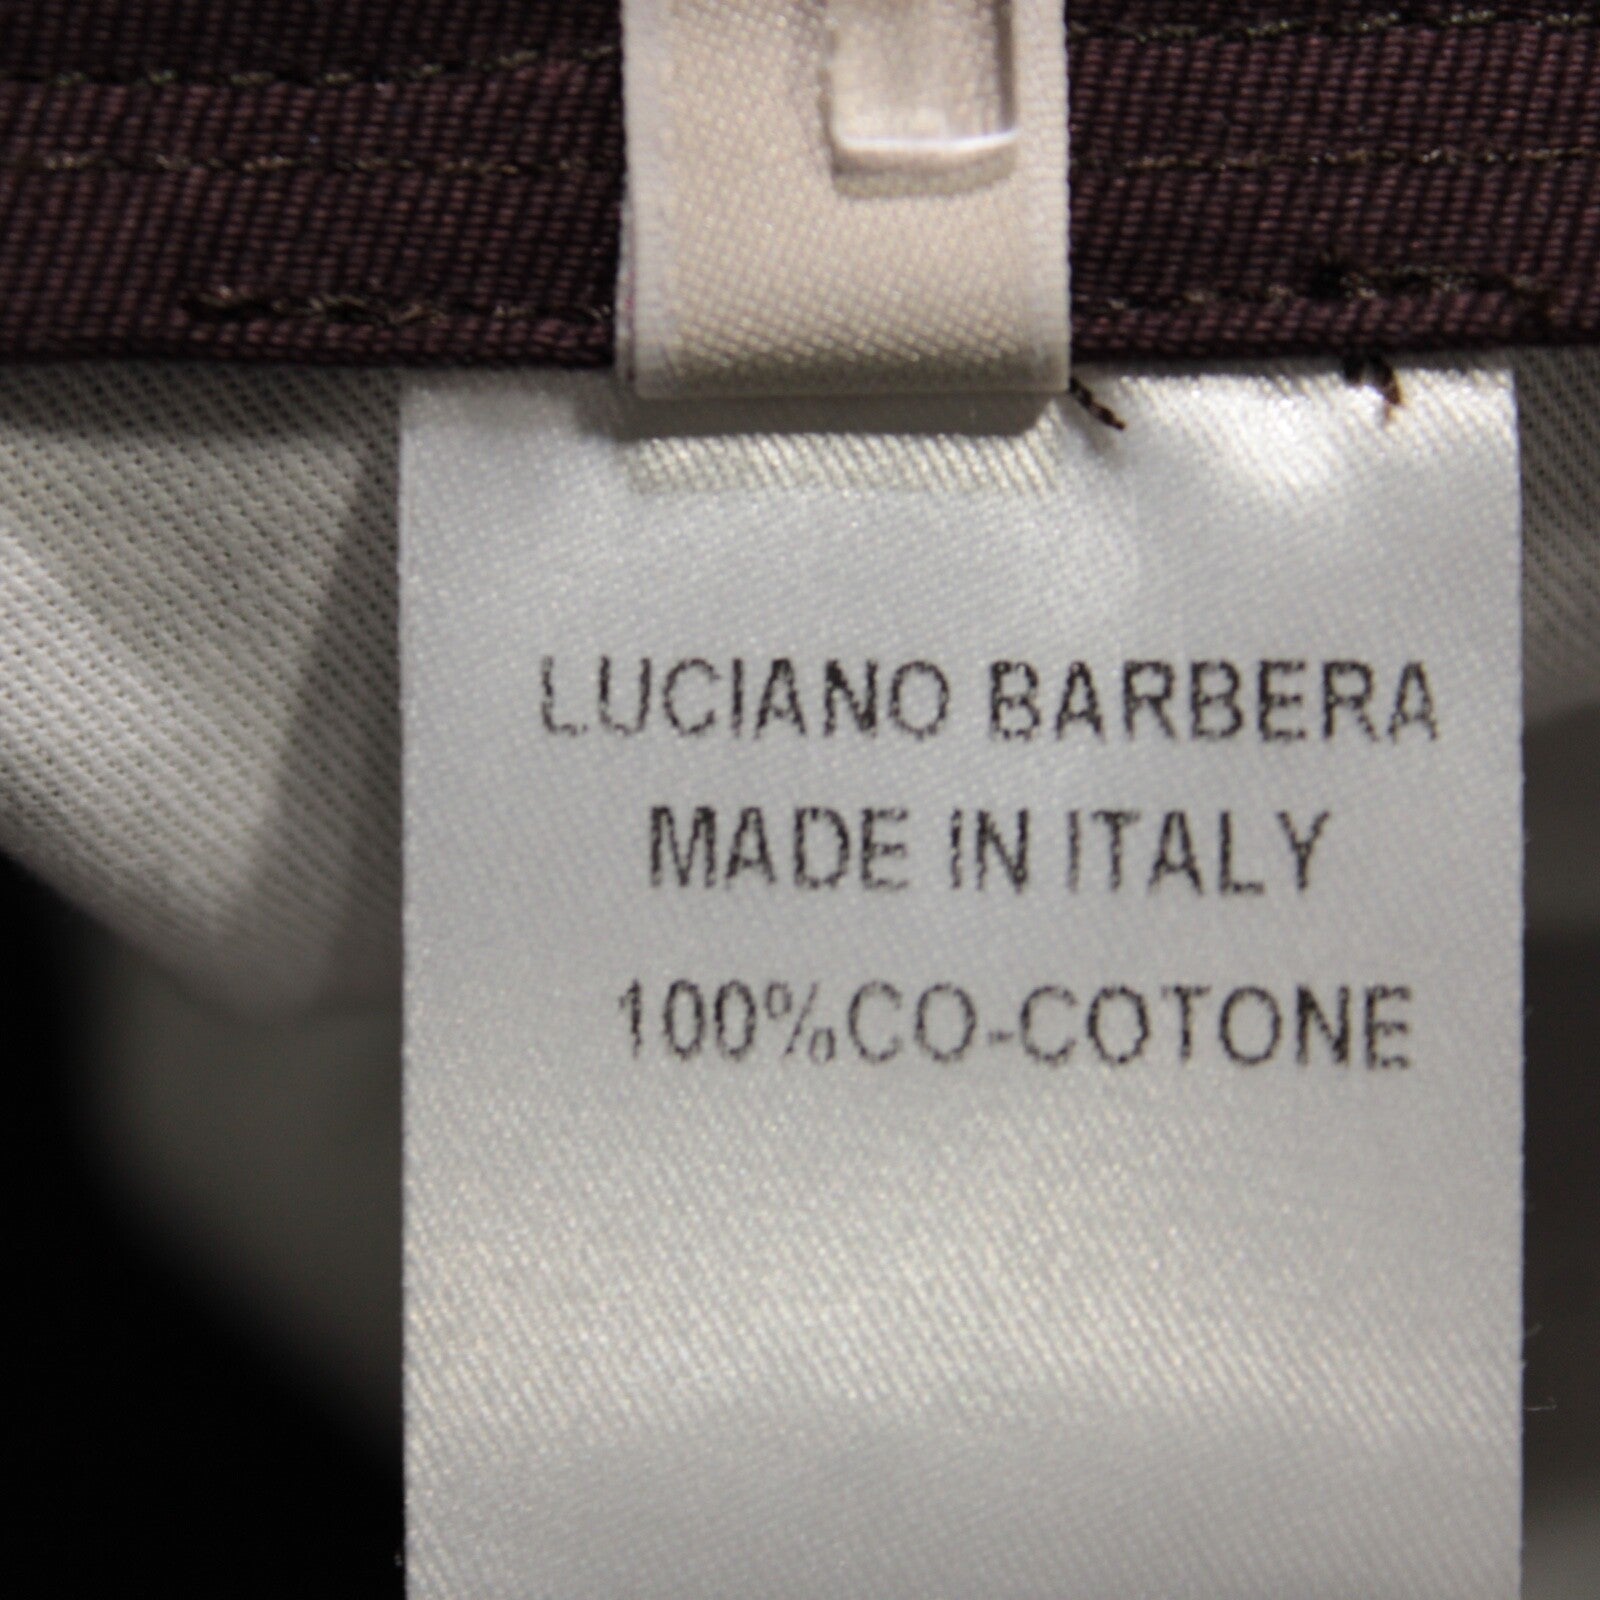 LUCIANO BARBERA
MADE IN ITALY
100%CO-COTONE